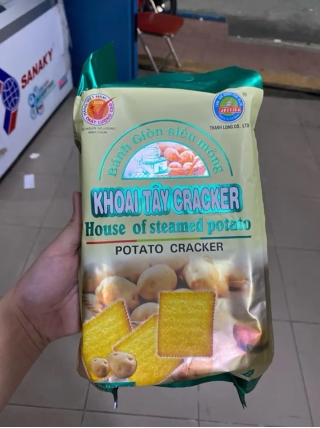 SANAKY
THANH LONG CO., LTD
Bánh Giòn siêu mỏng
KHOAI TÂY CRACKER
House of steamed potato
POTATO CRACKER